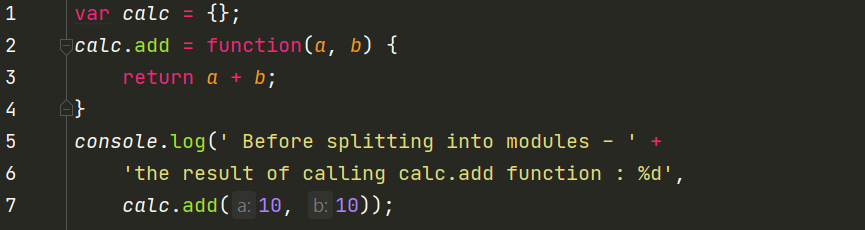 1 var calc = {};
2 calc.add = function(a, b) {
3     return a + b;
4 }
5 console.log(' Before splitting into modules - ' +
6     'the result of calling calc.add function : %d',
7     calc.add( a: 10, b: 10));